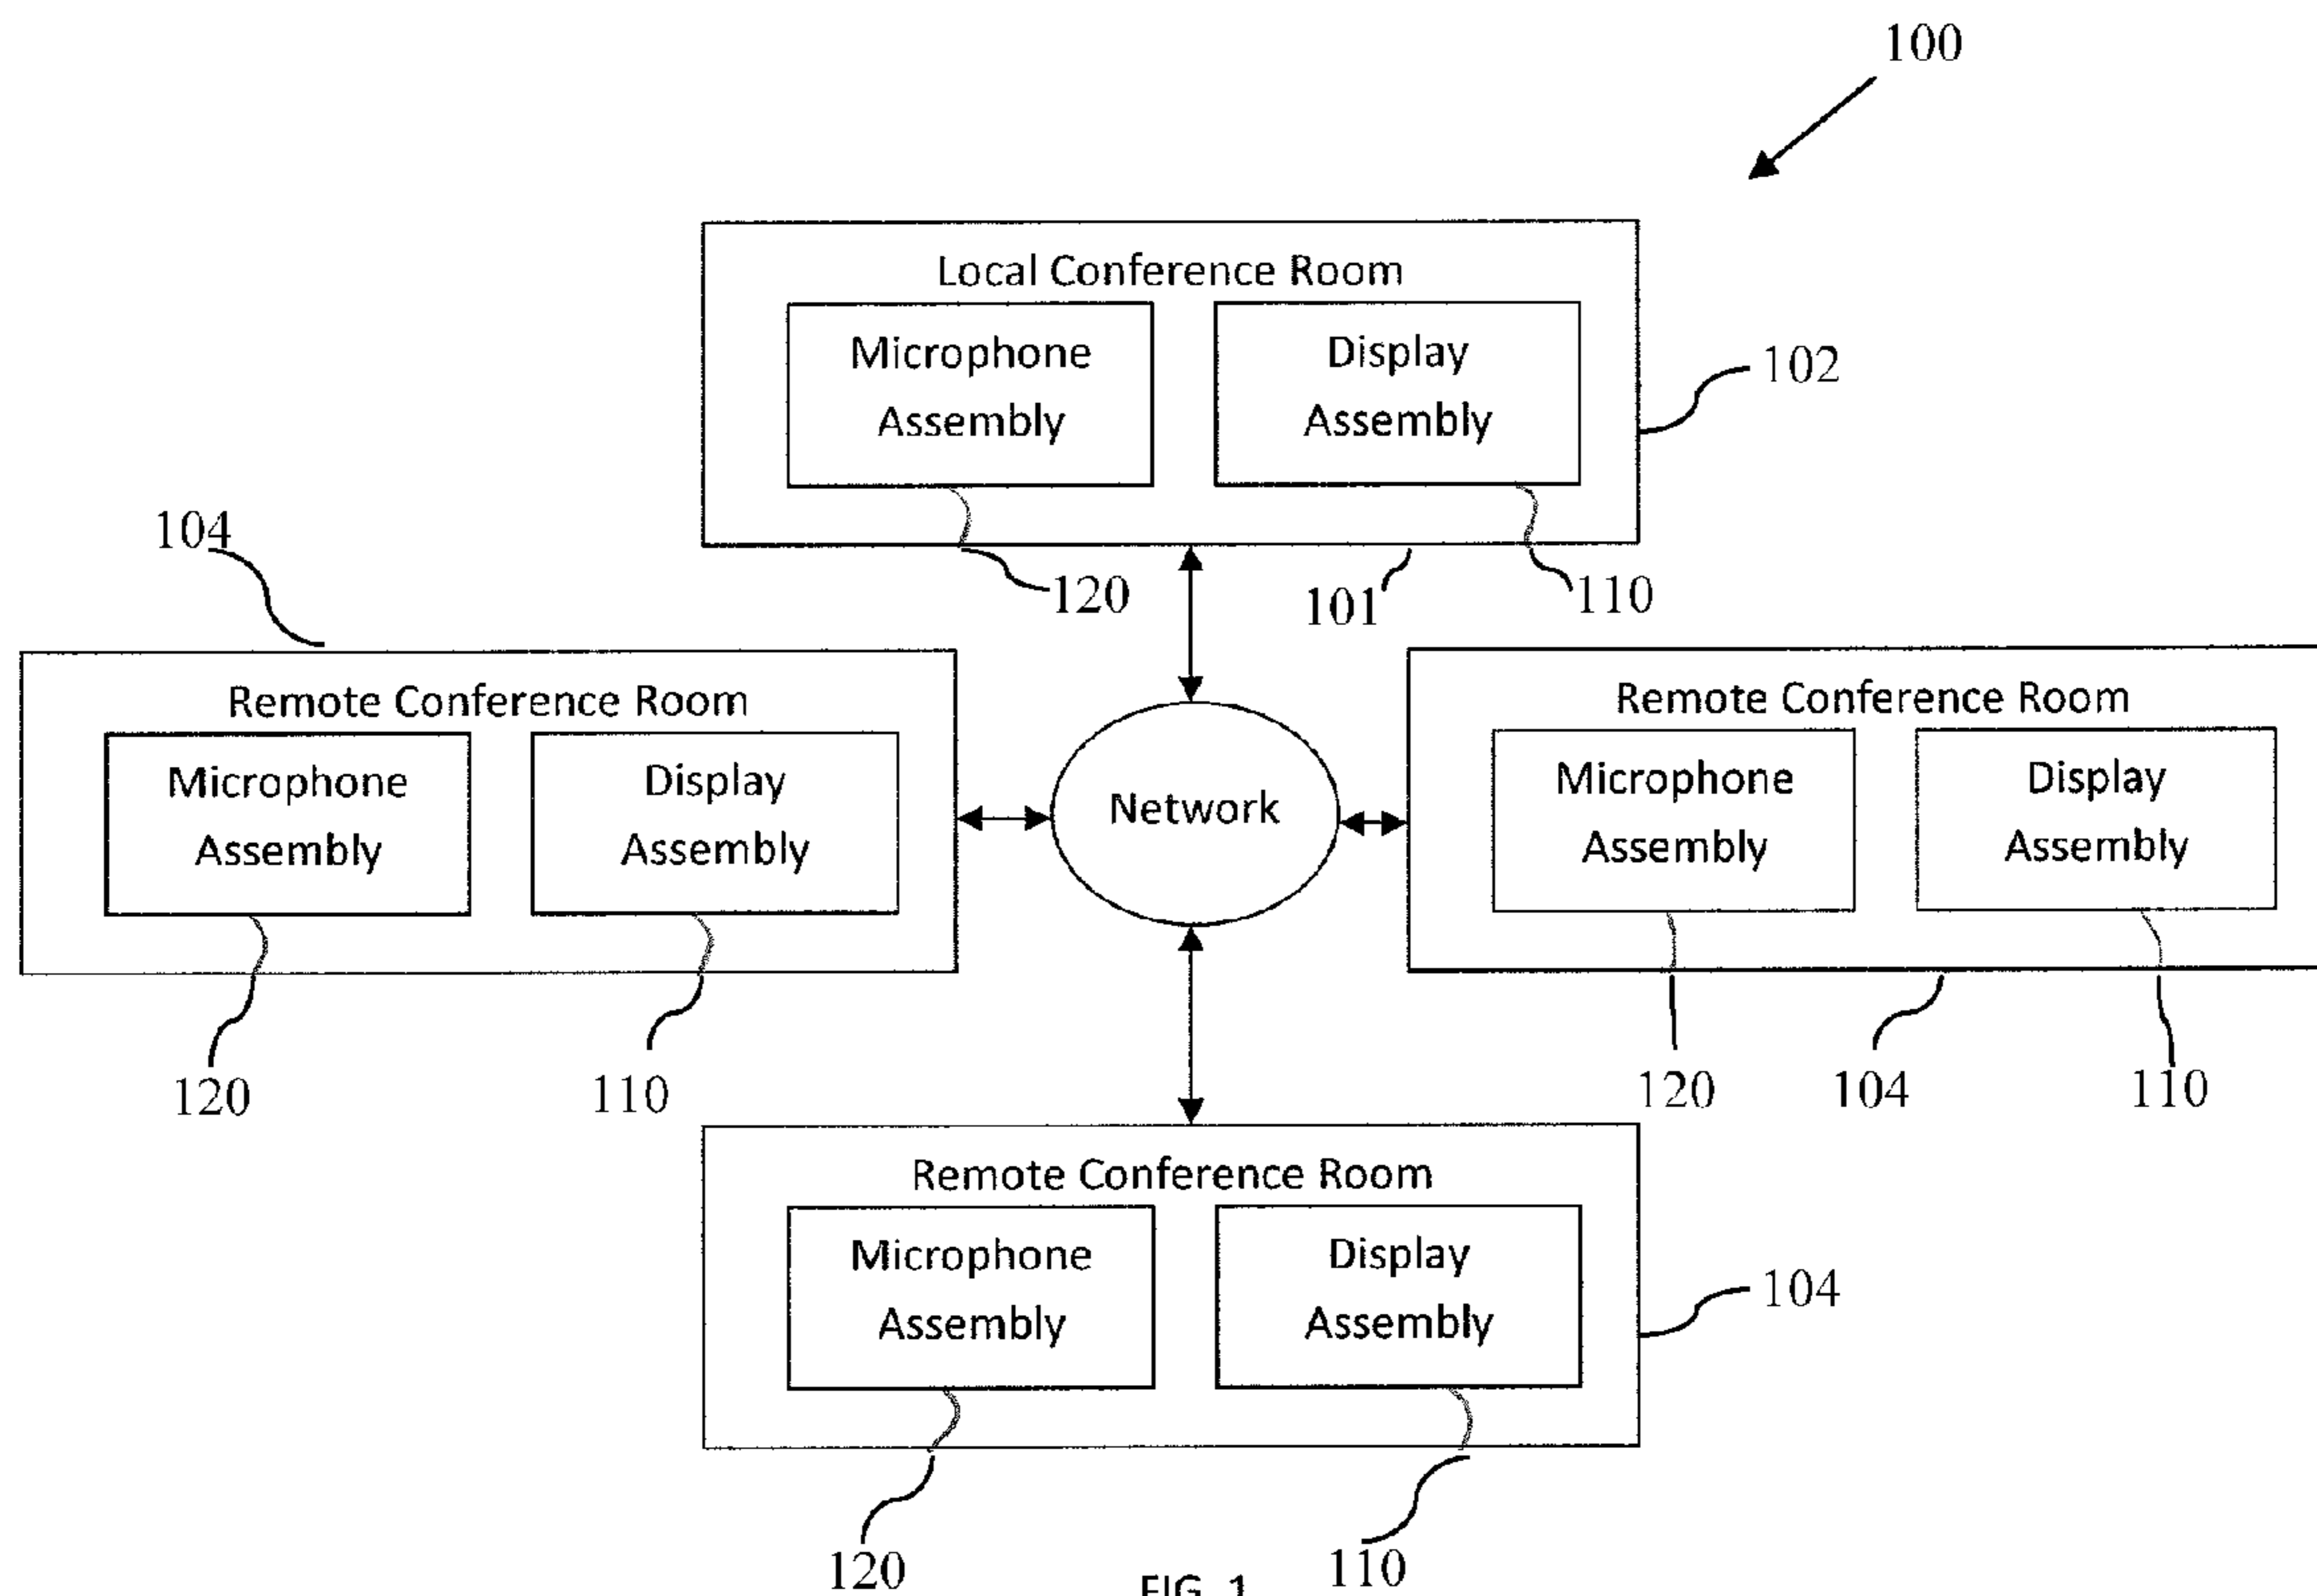 100
Local Conference Room
Microphone
Assembly
Display
Assembly
102
120
101
110
104
Remote Conference Room
Microphone
Assembly
Display
Assembly
120
110
Network
Remote Conference Room
Microphone
Assembly
Display
Assembly
120
104
110
Remote Conference Room
Microphone
Assembly
Display
Assembly
104
120
110
FIG. 1